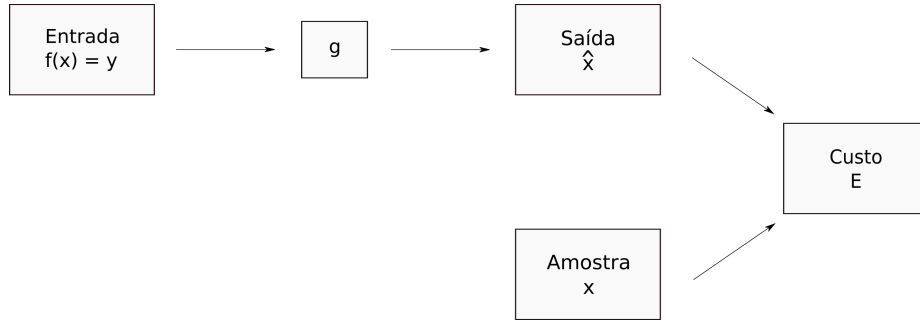 Entrada
f(x) = y
g
Saída
x̂
Custo
E
Amostra
x